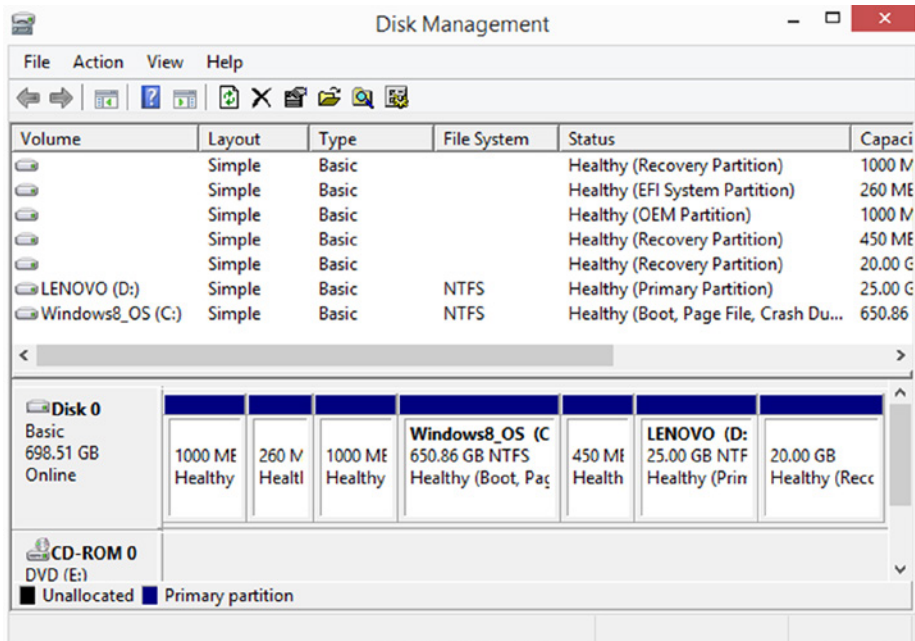 Disk Management
File Action View Help
Volume Layout Type File System Status Capaci
Simple Basic Healthy (Recovery Partition) 1000 M
Simple Basic Healthy (EFI System Partition) 260 ME
Simple Basic Healthy (OEM Partition) 1000 M
Simple Basic Healthy (Recovery Partition) 450 ME
Simple Basic Healthy (Recovery Partition) 20.00 G
LENOVO (D:) Simple Basic NTFS Healthy (Primary Partition) 25.00 G
Windows8_OS (C:) Simple Basic NTFS Healthy (Boot, Page File, Crash Du... 650.86
Disk 0
Basic
698.51 GB
Online
1000 ME
Healthy
260 M
Healtl
1000 ME
Healthy
Windows8_OS (C
650.86 GB NTFS
Healthy (Boot, Pag
450 ME
Health
LENOVO (D:
25.00 GB NTF
Healthy (Prin
20.00 GB
Healthy (Recc
CD-ROM 0
DVD (E:)
Unallocated Primary partition